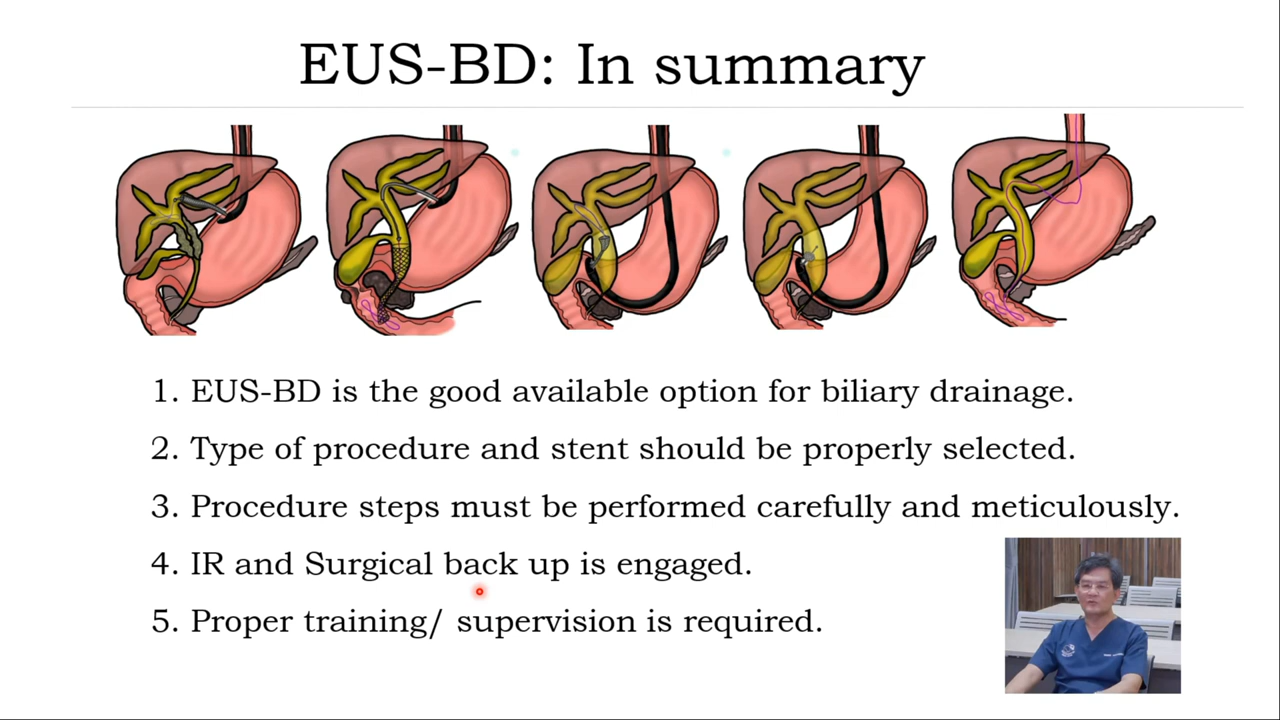 EUS-BD: In summary
1. EUS-BD is the good available option for biliary drainage.
2. Type of procedure and stent should be properly selected.
3. Procedure steps must be performed carefully and meticulously.
4. IR and Surgical back up is engaged.
5. Proper training/ supervision is required.